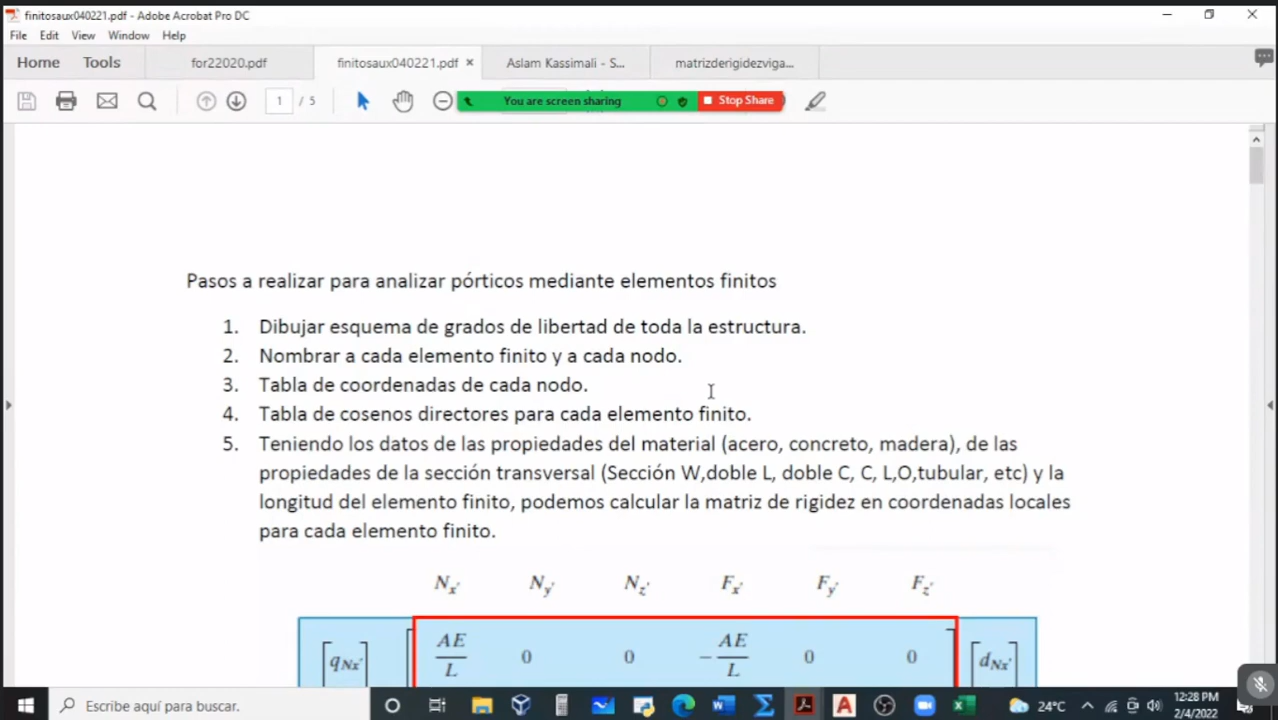 finitosaux040221.pdf - Adobe Acrobat Pro DC
File Edit View Window Help
Home Tools for22020.pdf finitosaux040221.pdf × Aslam Kassimali - S... matrizderigidezviga...
1 / 5 You are screen sharing Stop Share
Pasos a realizar para analizar pórticos mediante elementos finitos
1. Dibujar esquema de grados de libertad de toda la estructura.
2. Nombrar a cada elemento finito y a cada nodo.
3. Tabla de coordenadas de cada nodo.
4. Tabla de cosenos directores para cada elemento finito.
5. Teniendo los datos de las propiedades del material (acero, concreto, madera), de las
propiedades de la sección transversal (Sección W,doble L, doble C, C, L,O,tubular, etc) y la
longitud del elemento finito, podemos calcular la matriz de rigidez en coordenadas locales
para cada elemento finito.
Nx' Ny' Nz' Fx' Fy' Fz'
qNx' AE/L 0 0 -AE/L 0 0 dNx'
Escribe aquí para buscar. 24°C 12:28 PM
2/4/2022